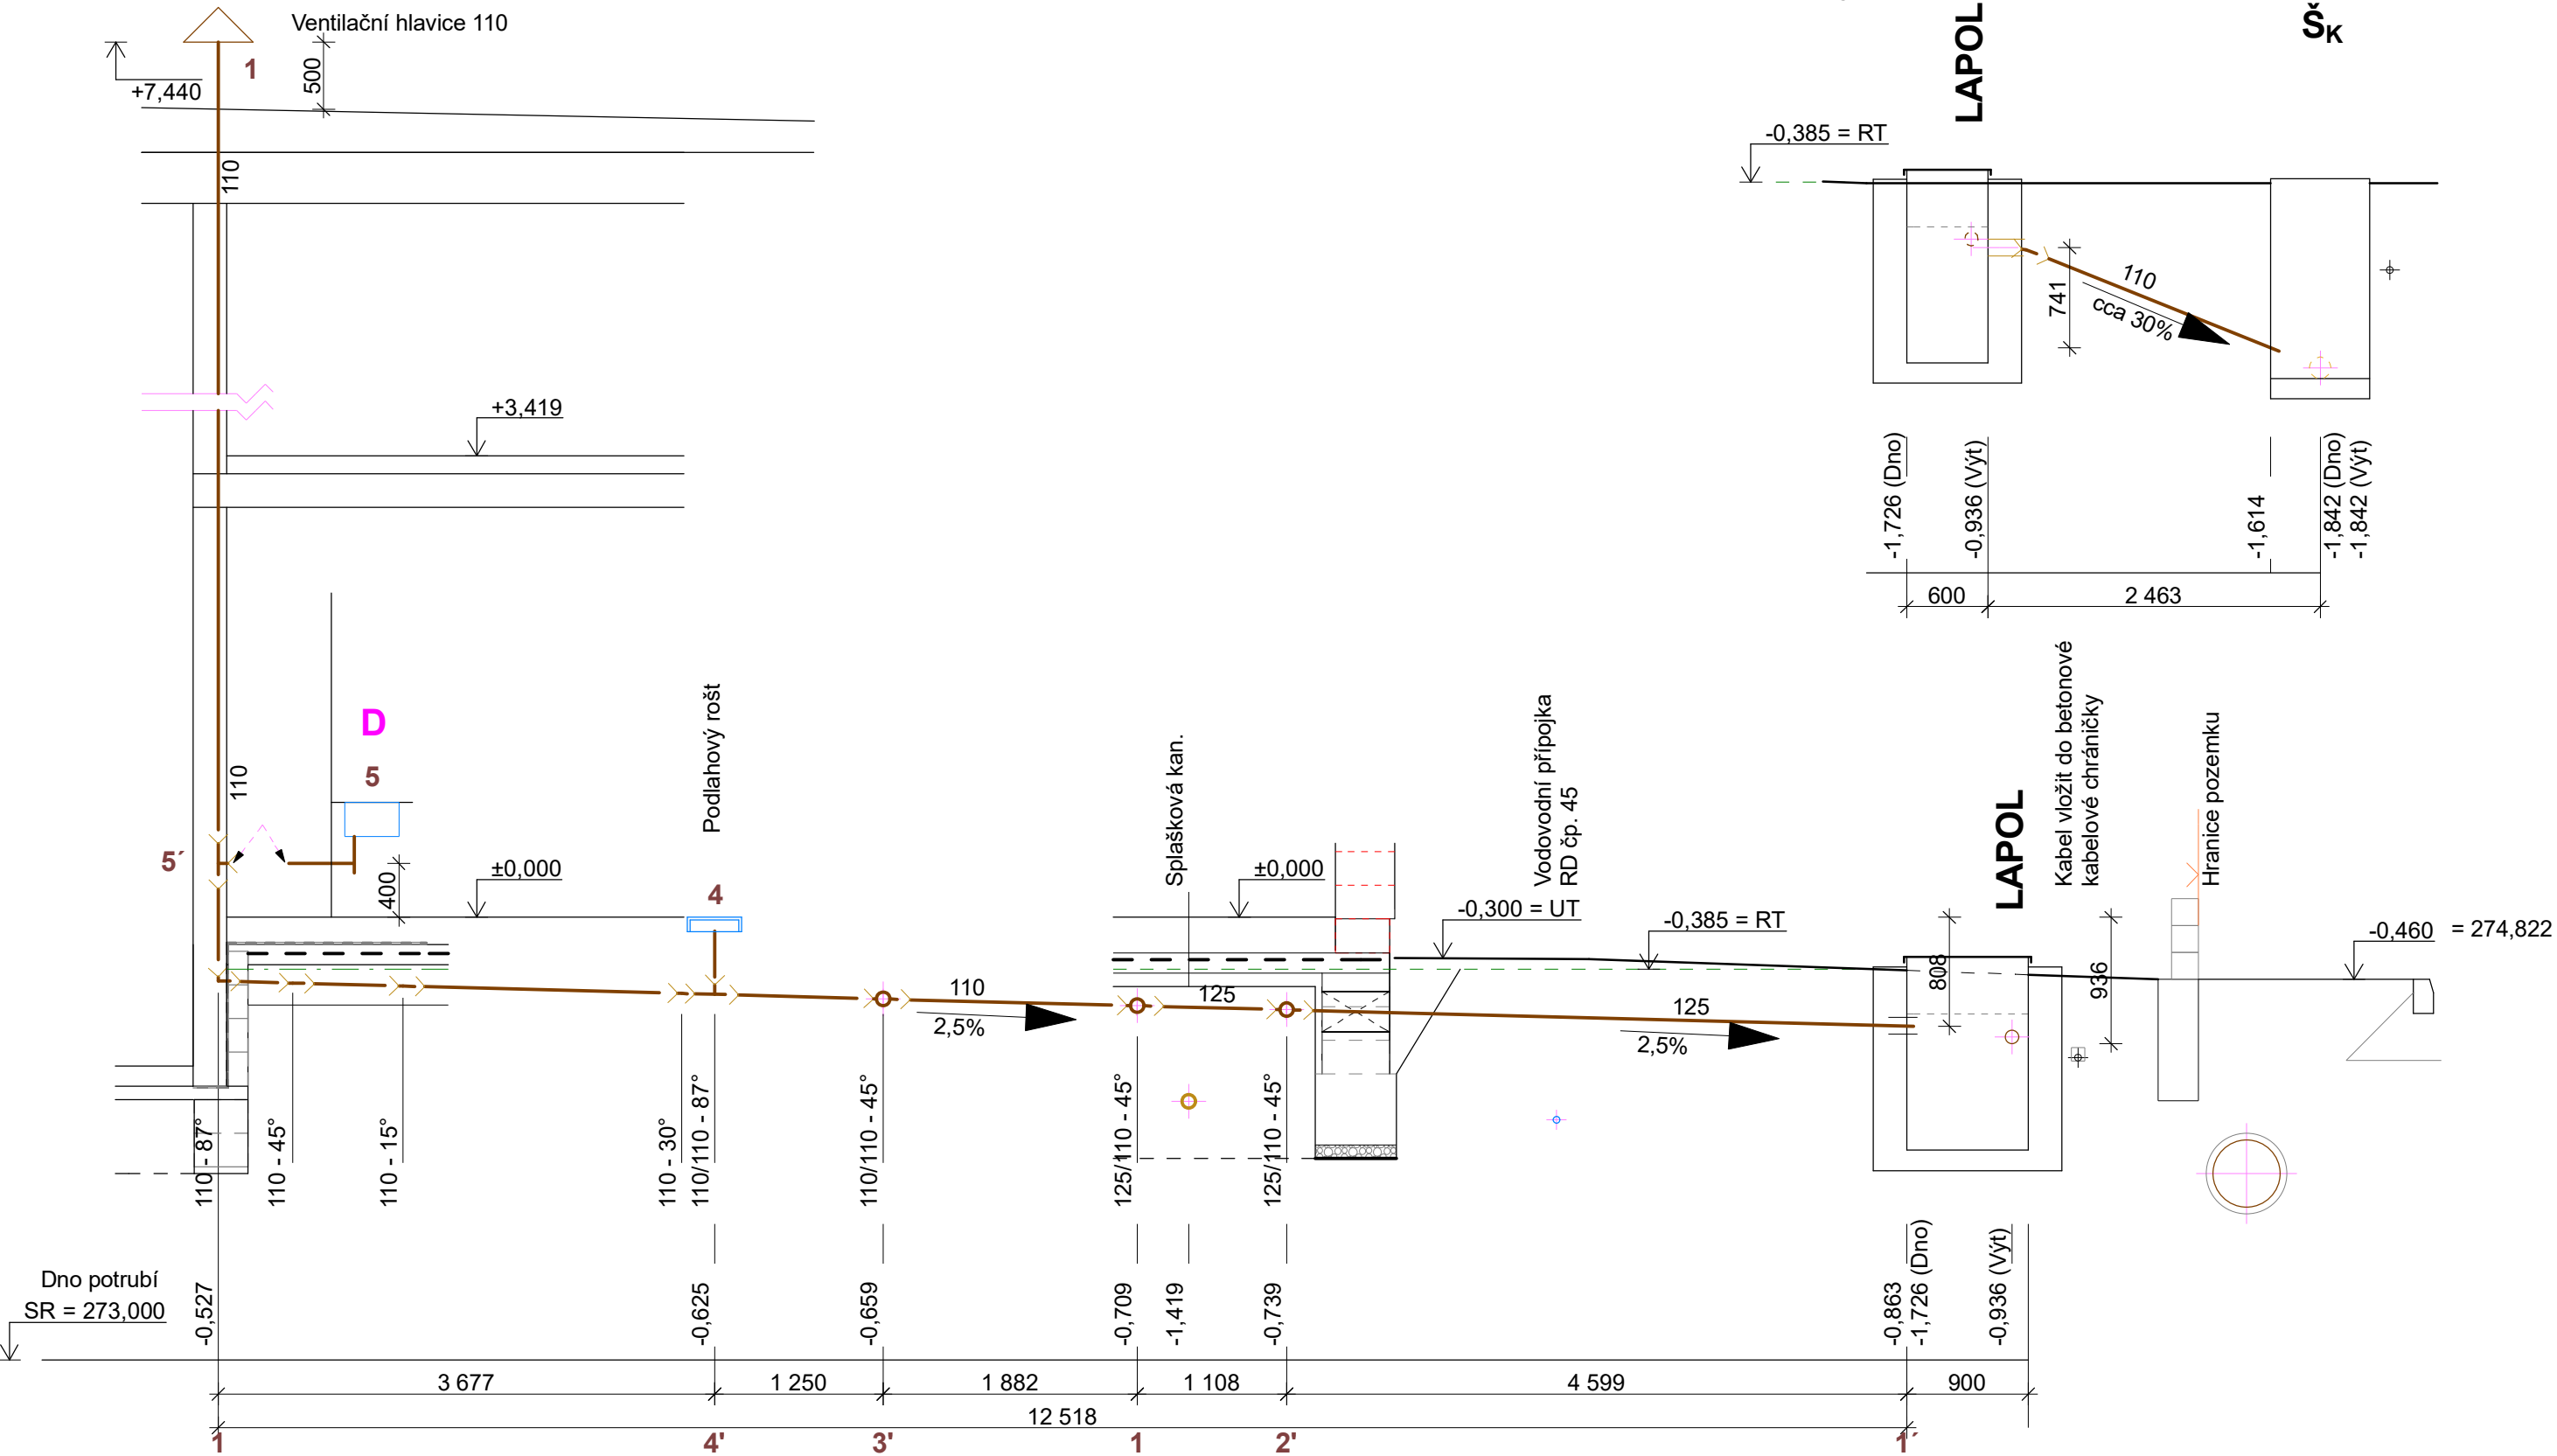 Ventilační hlavice 110
1
500
+7,440
110
+3,419
D
5
110
5´
400
±0,000
Podlahový rošt
4
Splašková kan.
±0,000
Vodovodní přípojka
RD čp. 45
-0,300 = UT
-0,385 = RT
LAPOL
Kabel vložit do betonové
kabelové chráničky
Hranice pozemku
-0,460 = 274,822
808
936
110
2,5%
125
125
2,5%
110 - 87°
110 - 45°
110 - 15°
110 - 30°
110/110 - 87°
110/110 - 45°
125/110 - 45°
125/110 - 45°
Dno potrubí
SR = 273,000
-0,527
-0,625
-0,659
-0,709
-1,419
-0,739
-0,863
-1,726 (Dno)
-0,936 (Výt)
3 677
1 250
1 882
1 108
4 599
900
12 518
1
4'
3'
1
2'
1´
LAPOL
ŠK
-0,385 = RT
741
110
cca 30%
-1,726 (Dno)
-0,936 (Výt)
-1,614
-1,842 (Dno)
-1,842 (Výt)
600
2 463